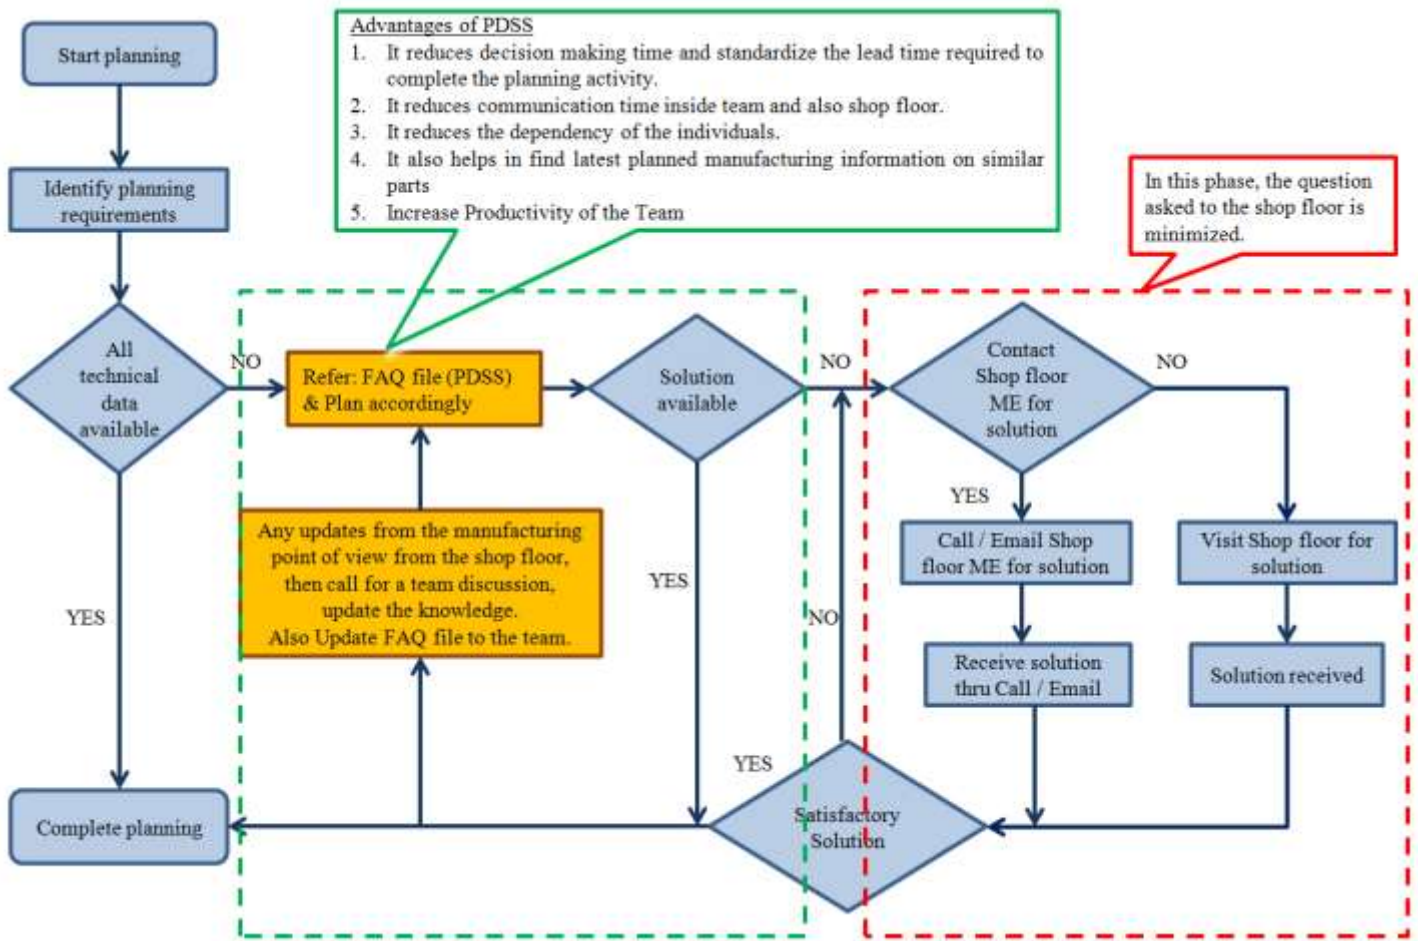 Advantages of PDSS
1. It reduces decision making time and standardize the lead time required to
complete the planning activity.
2. It reduces communication time inside team and also shop floor.
3. It reduces the dependency of the individuals.
4. It also helps in find latest planned manufacturing information on similar
parts
5. Increase Productivity of the Team
Start planning
Identify planning
requirements
In this phase, the question
asked to the shop floor is
minimized.
All
technical
data
available
NO
Refer: FAQ file (PDSS)
& Plan accordingly
Solution
available
NO
Contact
Shop floor
ME for
solution
NO
YES
Any updates from the manufacturing
point of view from the shop floor,
then call for a team discussion,
update the knowledge.
Also Update FAQ file to the team.
YES
YES
NO
Call / Email Shop
floor ME for solution
Visit Shop floor for
solution
Receive solution
thru Call / Email
Solution received
YES
Satisfactory
Solution
Complete planning